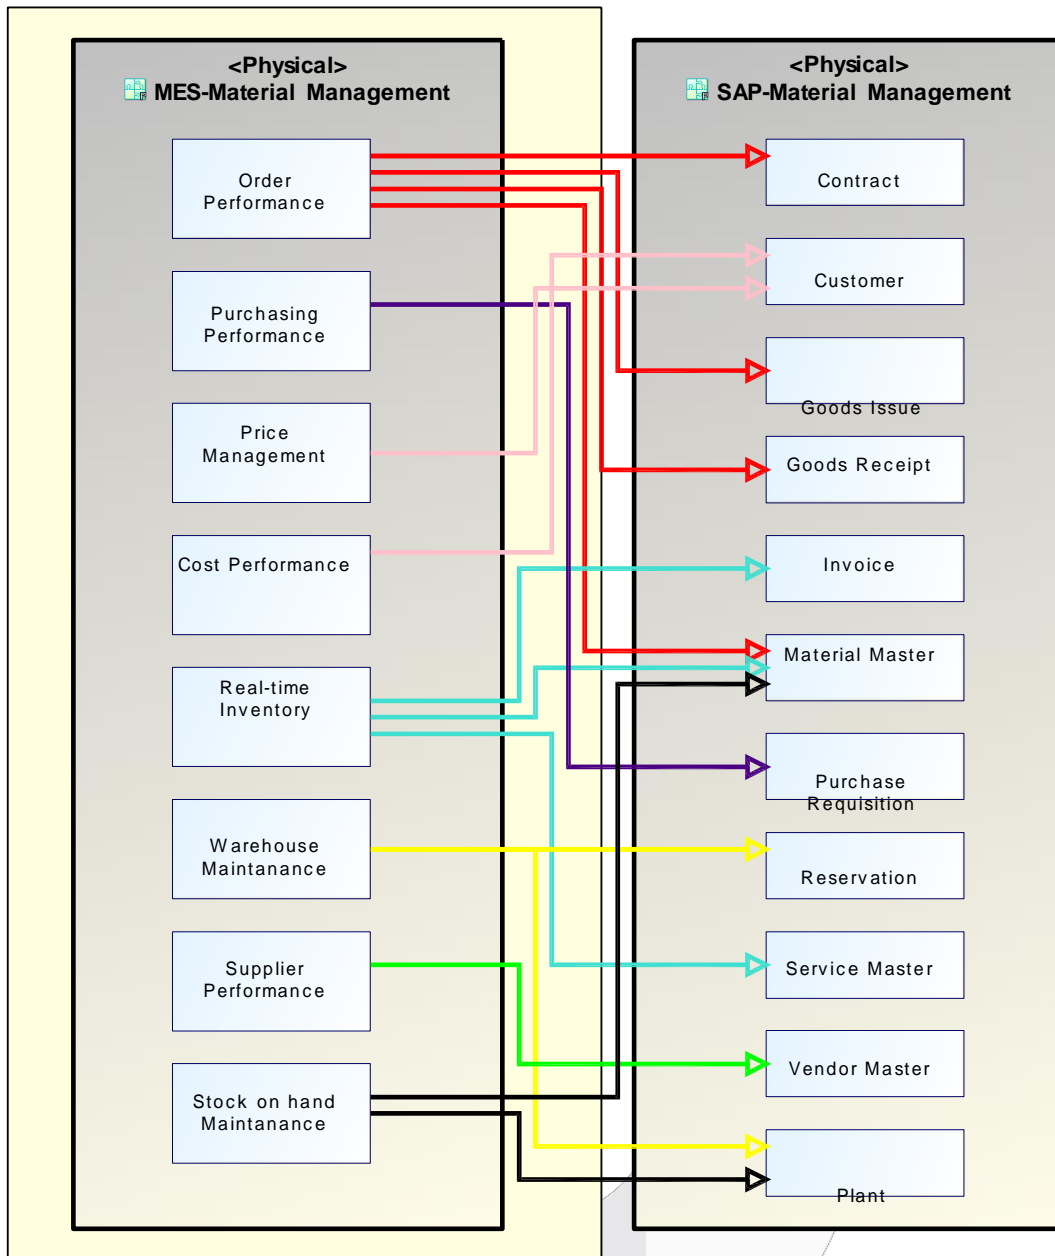 <Physical>
MES-Material Management
Order
Performance
Purchasing
Performance
Price
Management
Cost Performance
Real-time
Inventory
Warehouse
Maintanance
Supplier
Performance
Stock on hand
Maintanance
<Physical>
SAP-Material Management
Contract
Customer
Goods Issue
Goods Receipt
Invoice
Material Master
Purchase
Requisition
Reservation
Service Master
Vendor Master
Plant